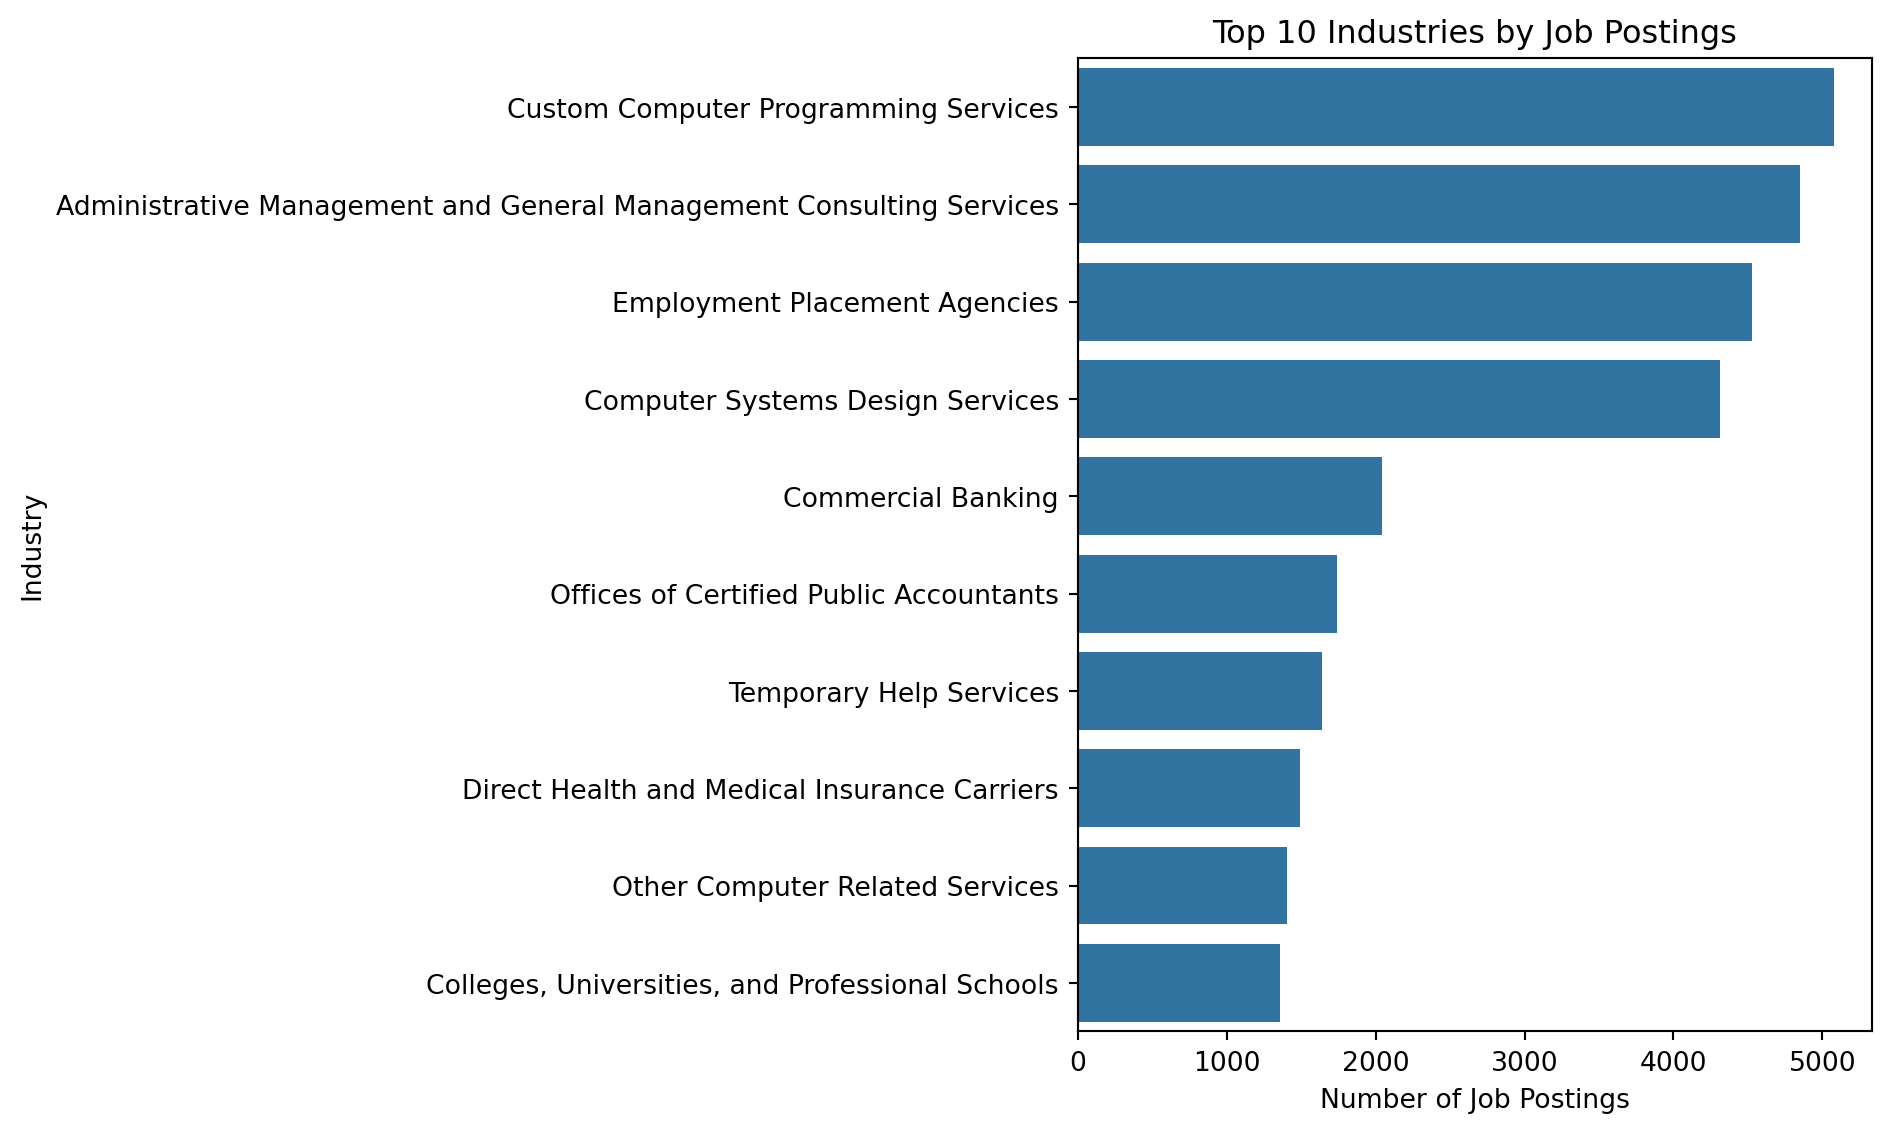 Top 10 Industries by Job Postings
Custom Computer Programming Services
Administrative Management and General Management Consulting Services
Employment Placement Agencies
Computer Systems Design Services
Commercial Banking
Offices of Certified Public Accountants
Temporary Help Services
Direct Health and Medical Insurance Carriers
Other Computer Related Services
Colleges, Universities, and Professional Schools
Industry
0 1000 2000 3000 4000 5000
Number of Job Postings